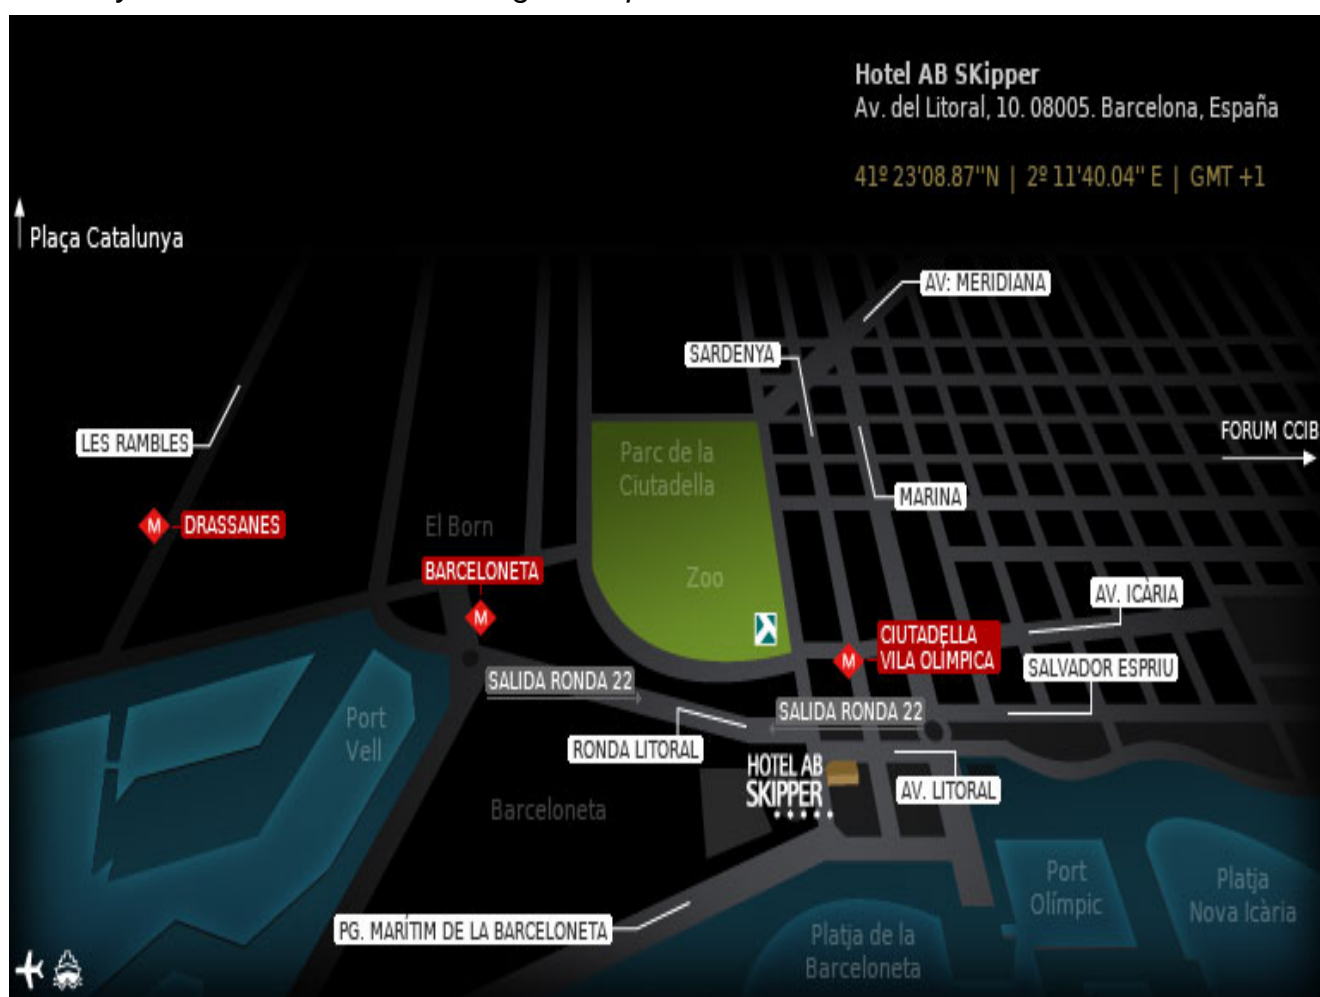 Hotel AB SKipper
Av. del Litoral, 10. 08005. Barcelona, España
41º 23'08.87''N | 2º 11'40.04'' E | GMT +1
Plaça Catalunya
AV: MERIDIANA
SARDENYA
LES RAMBLES
FORUM CCIB
Parc de la
Ciutadella
MARINA
M DRASSANES
El Born
BARCELONETA
M
Zoo
AV. ICÀRIA
CIUTADELLA
VILA OLÍMPICA
M
SALVADOR ESPRIU
SALIDA RONDA 22
SALIDA RONDA 22
Port
Vell
RONDA LITORAL
HOTEL AB
SKIPPER
AV. LITORAL
Barceloneta
Port
Olímpic
Platja
Nova Icària
PG. MARÍTIM DE LA BARCELONETA
Platja de la
Barceloneta